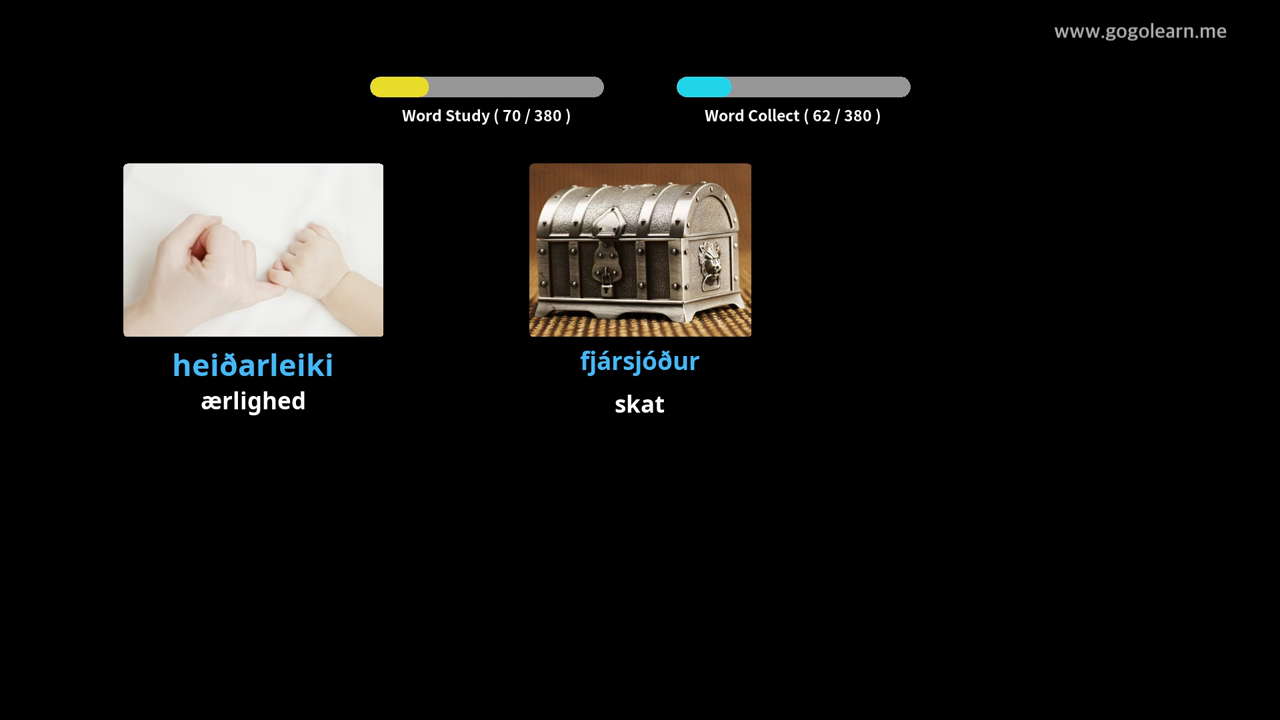 www.gogolearn.me
Word Study ( 70 / 380 )
Word Collect ( 62 / 380 )
heiðarleiki
ærlighed
fjársjóður
skat